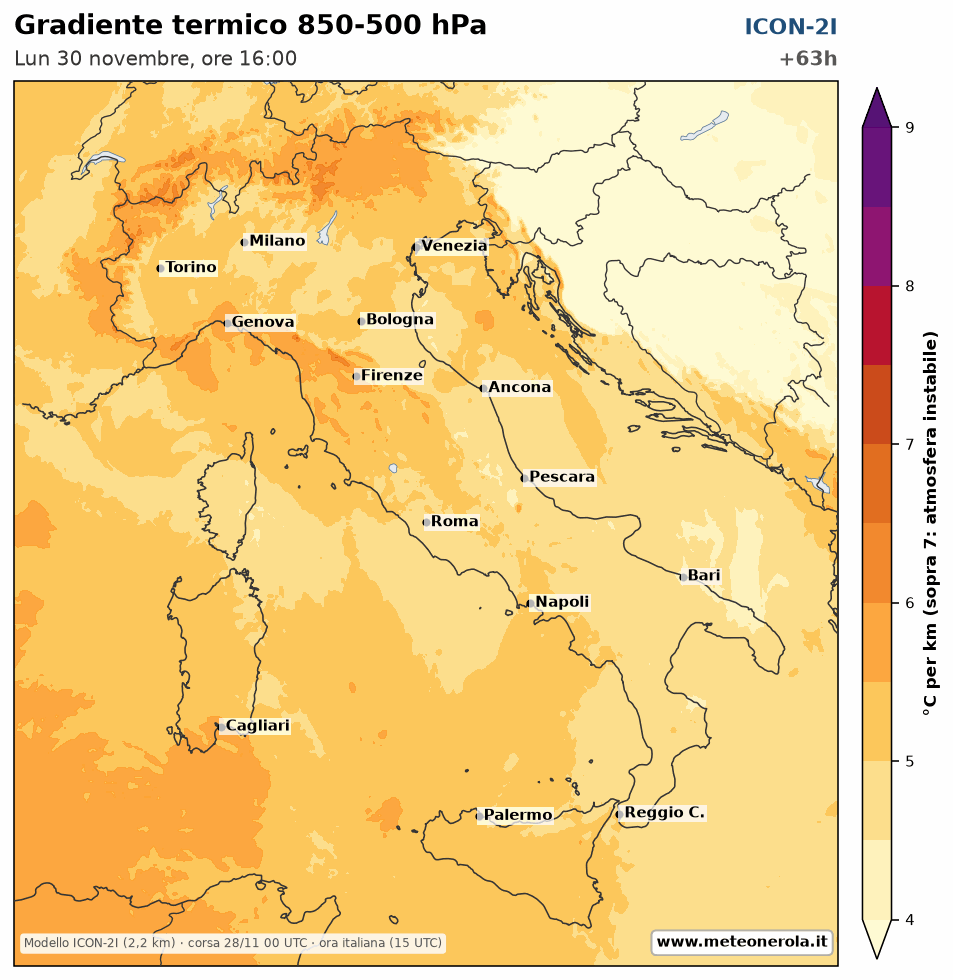 Gradiente termico 850-500 hPa
ICON-2I
Lun 30 novembre, ore 16:00
+63h
Milano
Venezia
Torino
Genova
Bologna
Firenze
Ancona
Pescara
Roma
Bari
Napoli
Cagliari
Palermo
Reggio C.
9
8
7
6
5
4
°C per km (sopra 7: atmosfera instabile)
Modello ICON-2I (2,2 km) · corsa 28/11 00 UTC · ora italiana (15 UTC)
www.meteonerola.it